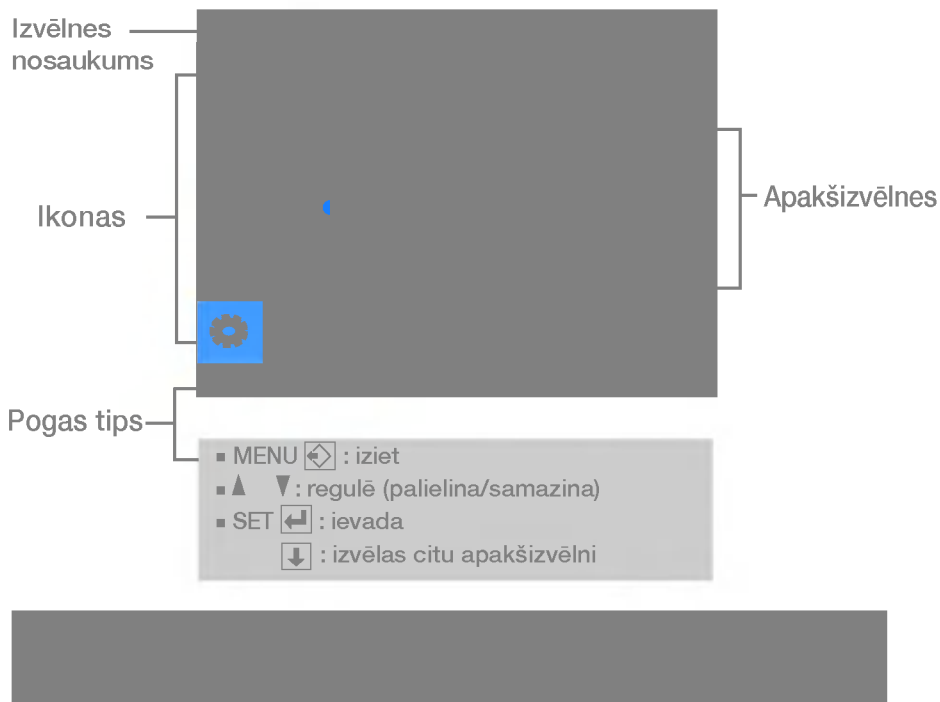 Izvēlnes
nosaukums
Ikonas
Apakšizvēlnes
Pogas tips
▪ MENU : iziet
▪ ▲ ▼ : regulē (palielina/samazina)
▪ SET : ievada
: izvēlas citu apakšizvēlni